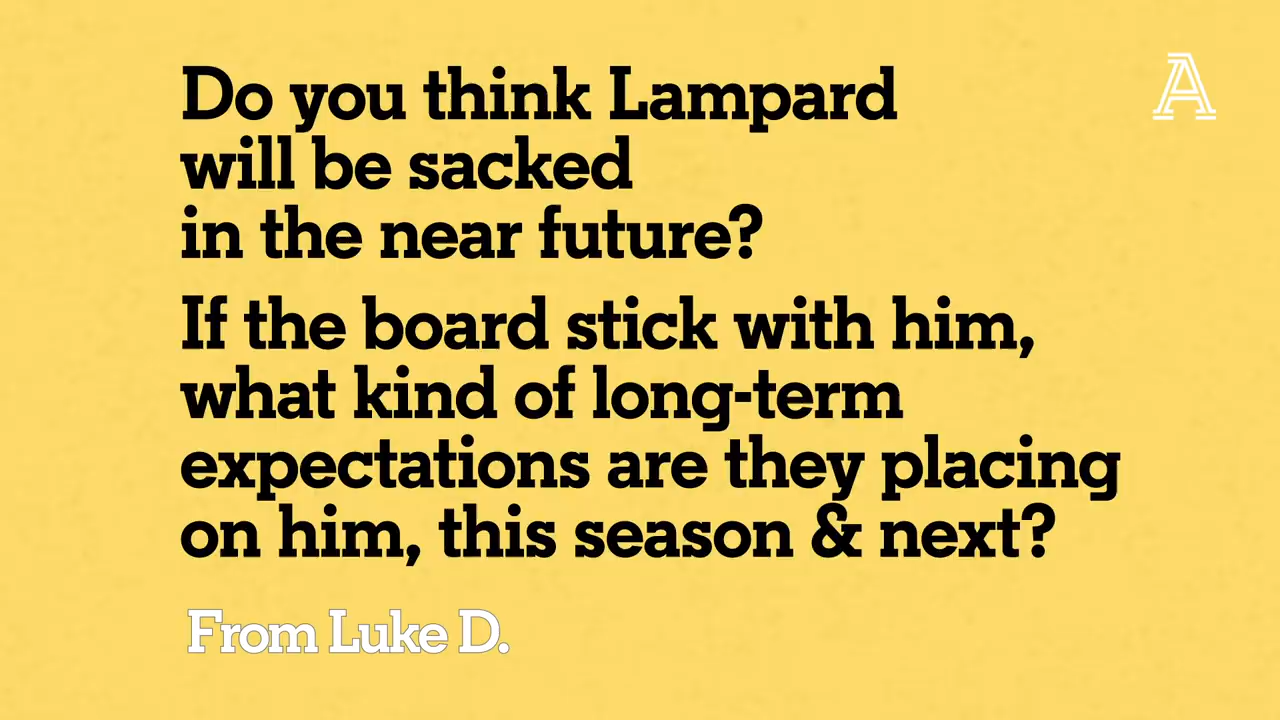 Do you think Lampard
will be sacked
in the near future?
If the board stick with him,
what kind of long-term
expectations are they placing
on him, this season & next?
From Luke D.
A